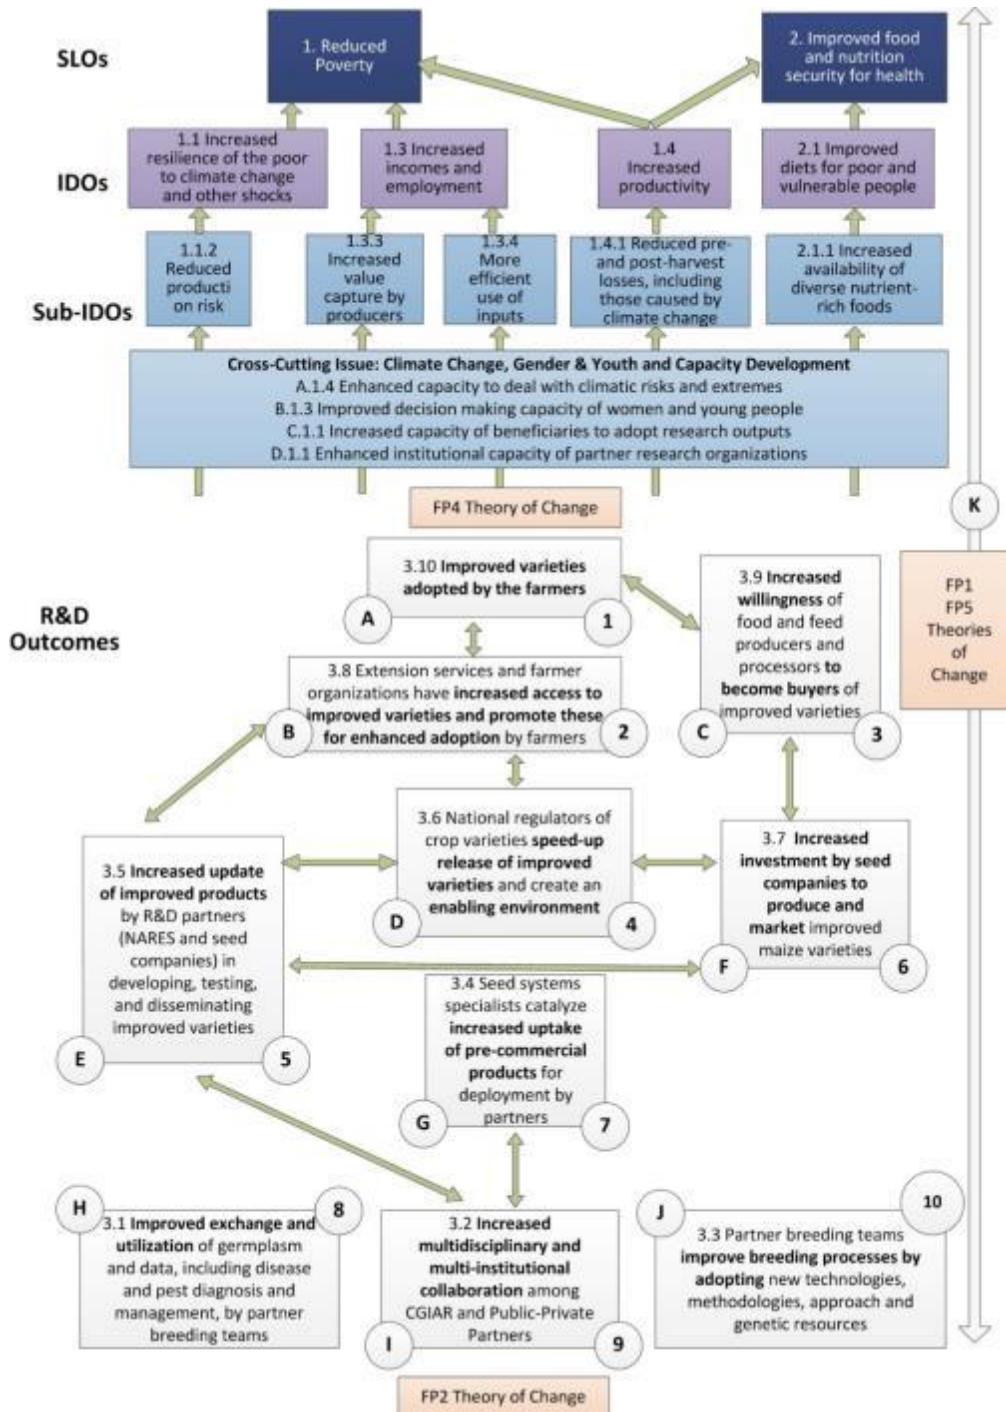 SLOs
1. Reduced
Poverty
2. Improved food
and nutrition
security for health
IDOs
1.1 Increased
resilience of the poor
to climate change
and other shocks
1.3 Increased
incomes and
employment
1.4
Increased
productivity
2.1 Improved
diets for poor and
vulnerable people
Sub-IDOs
1.1.2
Reduced
producti
on risk
1.3.3
Increased
value
capture by
producers
1.3.4
More
efficient
use of
inputs
1.4.1 Reduced pre-
and post-harvest
losses, including
those caused by
climate change
2.1.1 Increased
availability of
diverse nutrient-
rich foods
Cross-Cutting Issue: Climate Change, Gender & Youth and Capacity Development
A.1.4 Enhanced capacity to deal with climatic risks and extremes
B.1.3 Improved decision making capacity of women and young people
C.1.1 Increased capacity of beneficiaries to adopt research outputs
D.1.1 Enhanced institutional capacity of partner research organizations
FP4 Theory of Change
K
FP1
FP5
Theories
of
Change
R&D
Outcomes
3.10 Improved varieties
adopted by the farmers
A
1
3.9 Increased
willingness of
food and feed
producers and
processors to
become buyers of
improved varieties
C
3
3.8 Extension services and farmer
organizations have increased access to
improved varieties and promote these
for enhanced adoption by farmers
B
2
3.6 National regulators of
crop varieties speed-up
release of improved
varieties and create an
enabling environment
D
4
3.7 Increased
investment by seed
companies to
produce and
market improved
maize varieties
F
6
3.5 Increased update
of improved products
by R&D partners
(NARES and seed
companies) in
developing, testing,
and disseminating
improved varieties
E
5
3.4 Seed systems
specialists catalyze
increased uptake
of pre-commercial
products for
deployment by
partners
G
7
H
8
3.1 Improved exchange and
utilization of germplasm
and data, including disease
and pest diagnosis and
management, by partner
breeding teams
3.2 Increased
multidisciplinary and
multi-institutional
collaboration among
CGIAR and Public-Private
Partners
I
9
J
10
3.3 Partner breeding teams
improve breeding processes by
adopting new technologies,
methodologies, approach and
genetic resources
FP2 Theory of Change